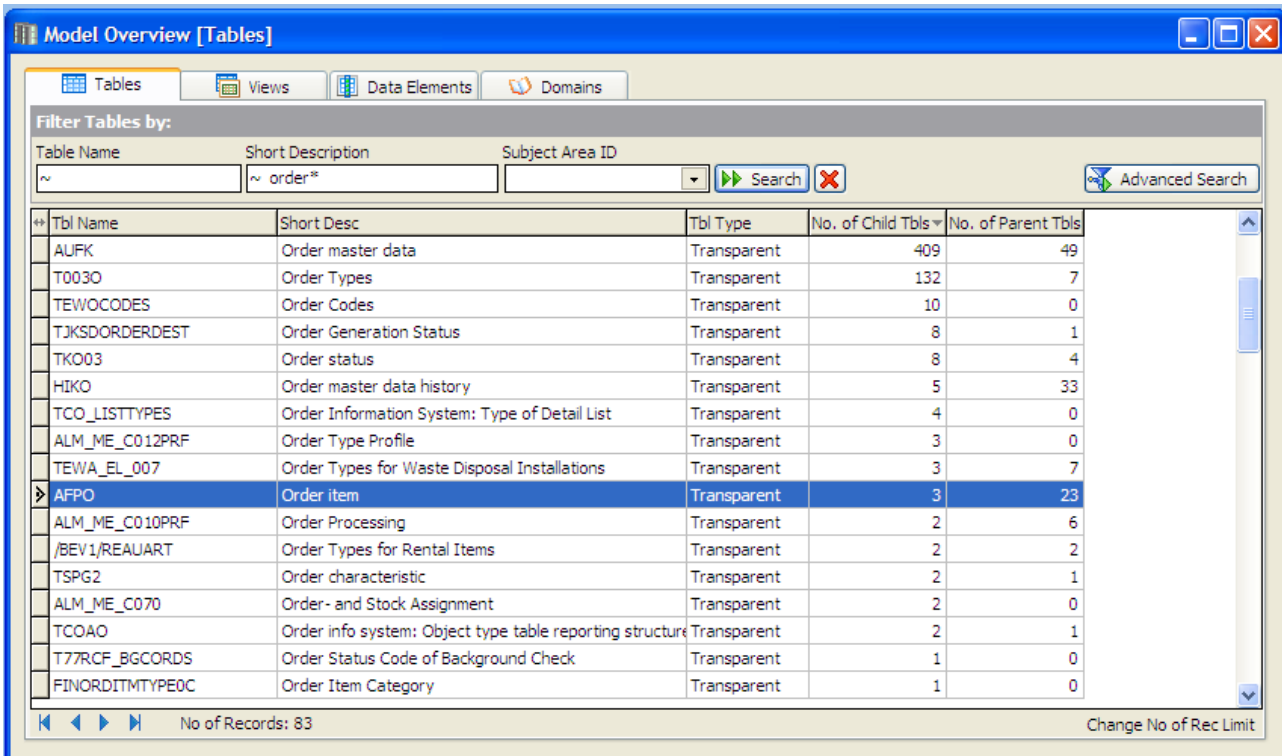 Model Overview [Tables]
Tables Views Data Elements Domains
Filter Tables by:
Table Name Short Description Subject Area ID
~ ~ order* Search Advanced Search
Tbl Name Short Desc Tbl Type No. of Child Tbls No. of Parent Tbls
AUFK Order master data Transparent 409 49
T003O Order Types Transparent 132 7
TEWOCODES Order Codes Transparent 10 0
TJKSDORDERDEST Order Generation Status Transparent 8 1
TKO03 Order status Transparent 8 4
HIKO Order master data history Transparent 5 33
TCO_LISTTYPES Order Information System: Type of Detail List Transparent 4 0
ALM_ME_C012PRF Order Type Profile Transparent 3 0
TEWA_EL_007 Order Types for Waste Disposal Installations Transparent 3 7
AFPO Order item Transparent 3 23
ALM_ME_C010PRF Order Processing Transparent 2 6
/BEV1/REAUART Order Types for Rental Items Transparent 2 2
TSPG2 Order characteristic Transparent 2 1
ALM_ME_C070 Order- and Stock Assignment Transparent 2 0
TCOAO Order info system: Object type table reporting structure Transparent 2 1
T77RCF_BGCORDS Order Status Code of Background Check Transparent 1 0
FINORDITMTYPE0C Order Item Category Transparent 1 0
No of Records: 83 Change No of Rec Limit